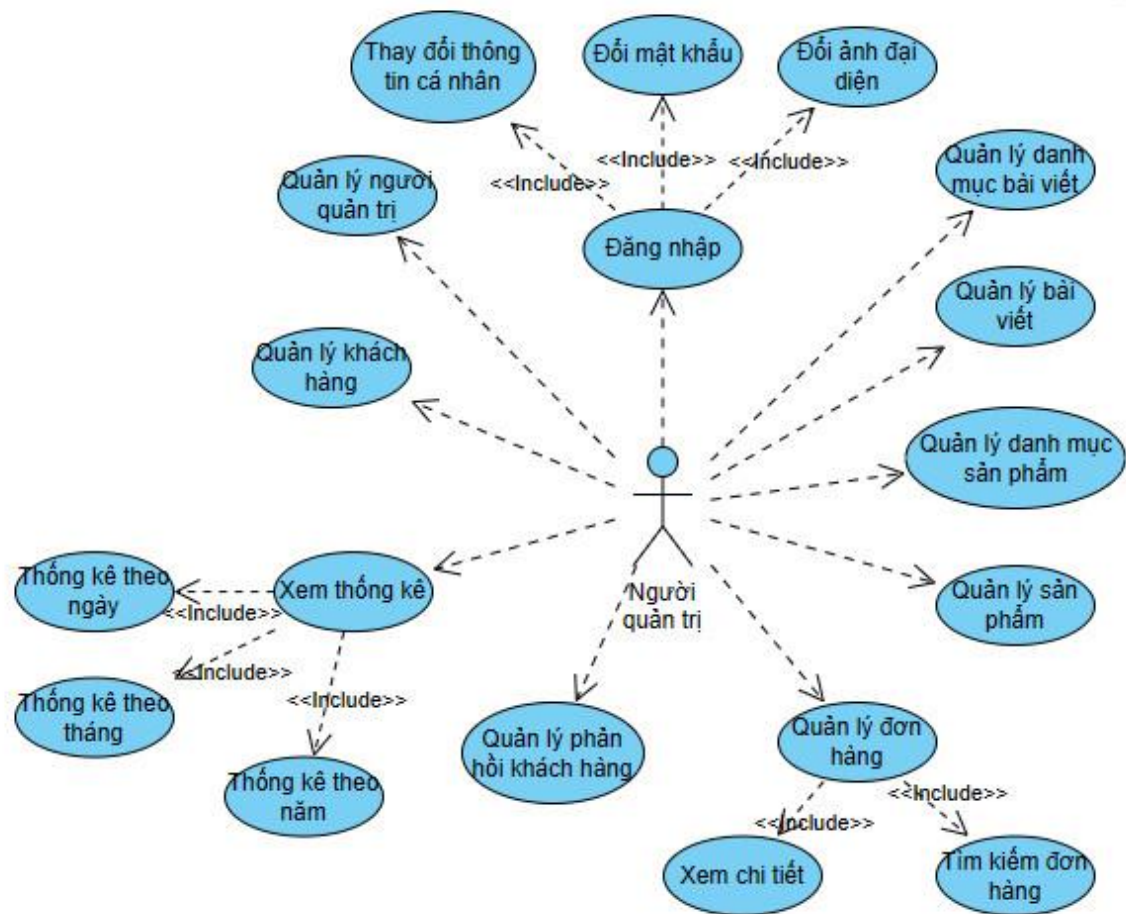 Thay đổi thông
tin cá nhân
Đổi mật khẩu
Đổi ảnh đại
diện
<<Include>>
<<Include>>
<<Include>>
Quản lý người
quản trị
Đăng nhập
Quản lý danh
mục bài viết
Quản lý bài
viết
Quản lý khách
hàng
Quản lý danh mục
sản phẩm
Quản lý sản
phẩm
Người
quản trị
Xem thống kê
Thống kê theo
ngày
<<Include>>
<<Include>>
<<Include>>
Thống kê theo
tháng
Thống kê theo
năm
Quản lý phản
hồi khách hàng
Quản lý đơn
hàng
<<Include>>
<<Include>>
Xem chi tiết
Tìm kiếm đơn
hàng